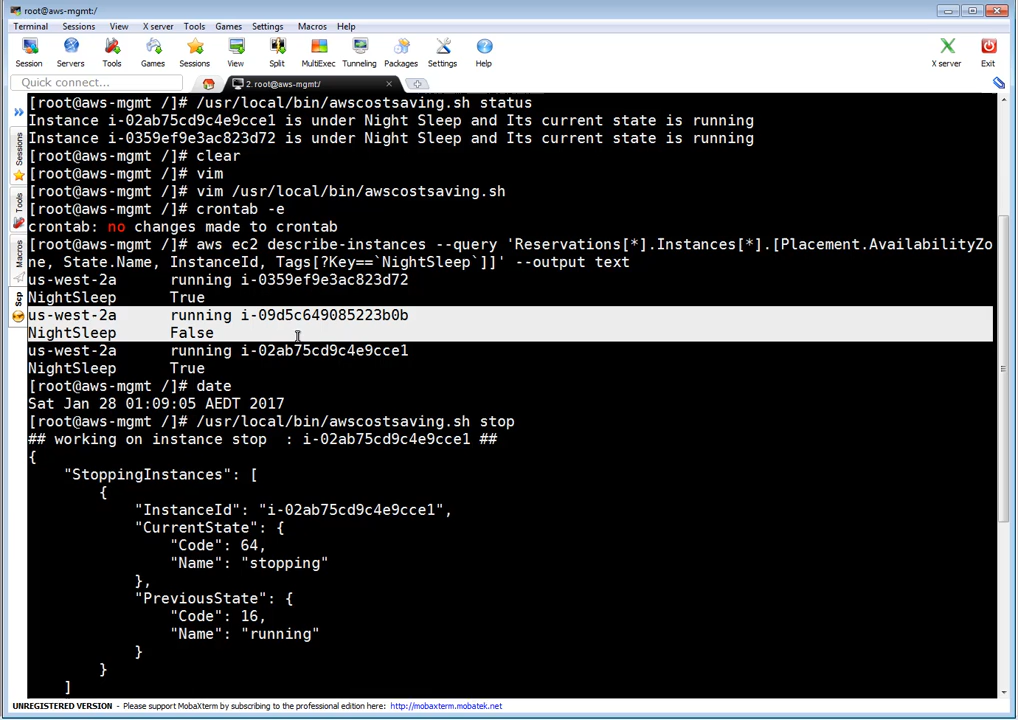 root@aws-mgmt:/
Terminal Sessions View X server Tools Games Settings Macros Help
Session Servers Tools Games Sessions View Split MultiExec Tunneling Packages Settings Help X server Exit
Quick connect... 2. root@aws-mgmt:/
[root@aws-mgmt /]# /usr/local/bin/awscostsaving.sh status
Instance i-02ab75cd9c4e9cce1 is under Night Sleep and Its current state is running
Instance i-0359ef9e3ac823d72 is under Night Sleep and Its current state is running
[root@aws-mgmt /]# clear
[root@aws-mgmt /]# vim
[root@aws-mgmt /]# vim /usr/local/bin/awscostsaving.sh
[root@aws-mgmt /]# crontab -e
crontab: no changes made to crontab
[root@aws-mgmt /]# aws ec2 describe-instances --query 'Reservations[*].Instances[*].[Placement.AvailabilityZo
ne, State.Name, InstanceId, Tags[?Key==`NightSleep`]]' --output text
us-west-2a running i-0359ef9e3ac823d72
NightSleep True
us-west-2a running i-09d5c649085223b0b
NightSleep False
us-west-2a running i-02ab75cd9c4e9cce1
NightSleep True
[root@aws-mgmt /]# date
Sat Jan 28 01:09:05 AEDT 2017
[root@aws-mgmt /]# /usr/local/bin/awscostsaving.sh stop
## working on instance stop : i-02ab75cd9c4e9cce1 ##
{
"StoppingInstances": [
{
"InstanceId": "i-02ab75cd9c4e9cce1",
"CurrentState": {
"Code": 64,
"Name": "stopping"
},
"PreviousState": {
"Code": 16,
"Name": "running"
}
}
]
Sessions
Tools
Macros
Scp
UNREGISTERED VERSION - Please support MobaXterm by subscribing to the professional edition here: http://mobaxterm.mobatek.net